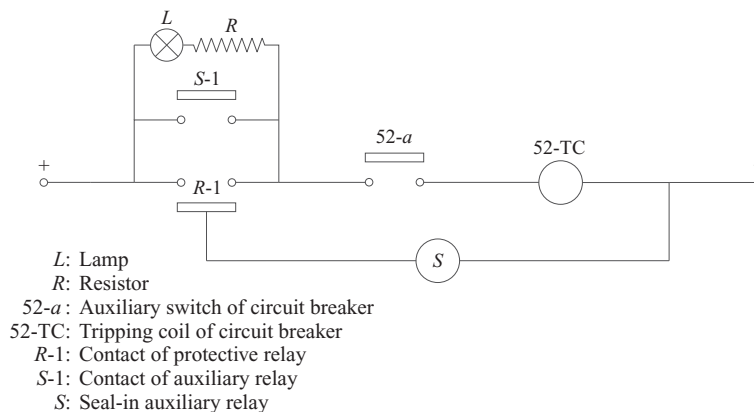 L R
S-1
52-a 52-TC
+
R-1
S
L: Lamp
R: Resistor
52-a : Auxiliary switch of circuit breaker
52-TC: Tripping coil of circuit breaker
R-1: Contact of protective relay
S-1: Contact of auxiliary relay
S: Seal-in auxiliary relay